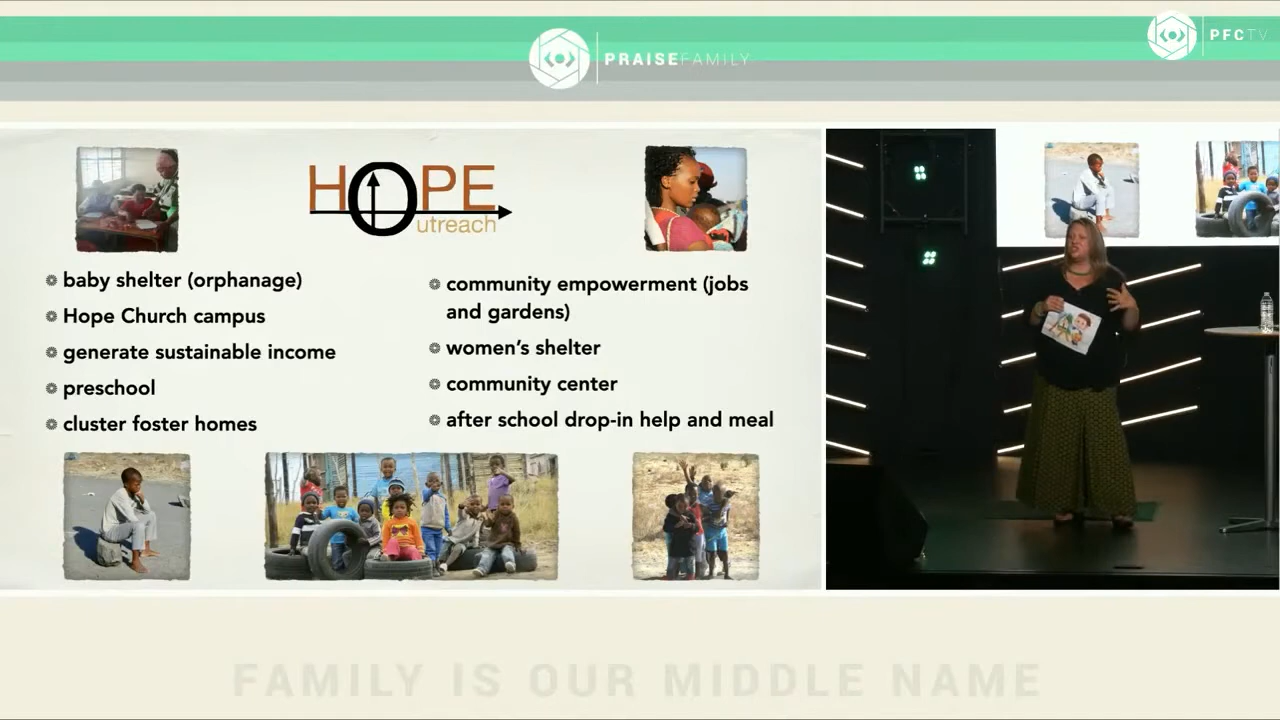 PRAISEFAMILY
PFCTV
HOPE
utreach
baby shelter (orphanage)
Hope Church campus
generate sustainable income
preschool
cluster foster homes
community empowerment (jobs
and gardens)
women's shelter
community center
after school drop-in help and meal
FAMILY IS OUR MIDDLE NAME